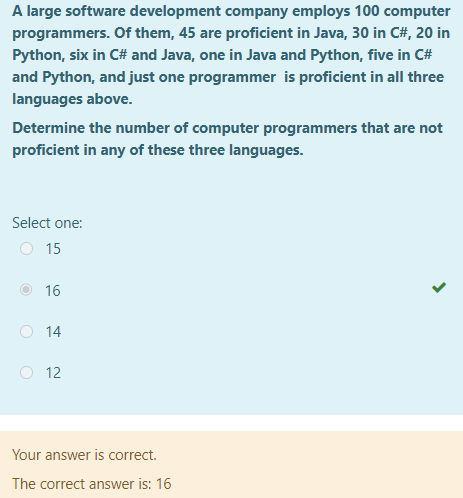 A large software development company employs 100 computer
programmers. Of them, 45 are proficient in Java, 30 in C#, 20 in
Python, six in C# and Java, one in Java and Python, five in C#
and Python, and just one programmer is proficient in all three
languages above.
Determine the number of computer programmers that are not
proficient in any of these three languages.
Select one:
15
16
14
12
Your answer is correct.
The correct answer is: 16